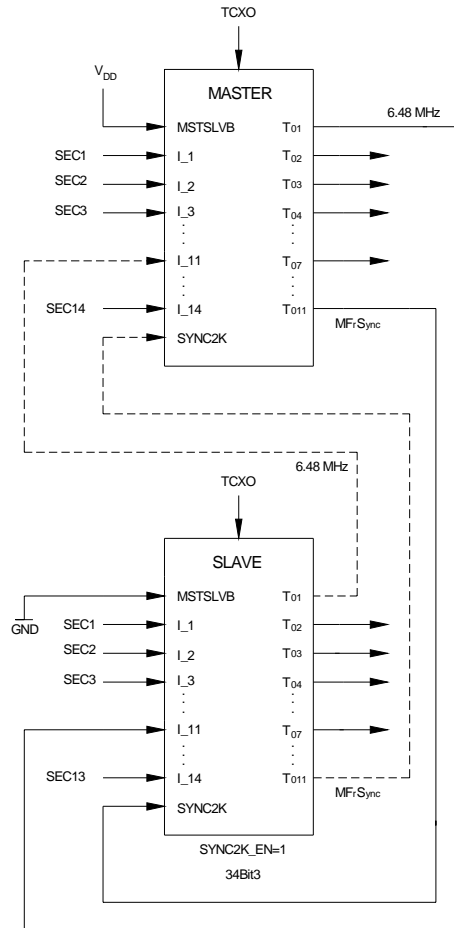 TCXO
V_DD
MASTER
MSTSLVB T01 6.48 MHz
SEC1 I_1 T02
SEC2 I_2 T03
SEC3 I_3 T04
I_11 T07
SEC14 I_14 T011 MFrSync
SYNC2K
6.48 MHz
TCXO
SLAVE
MSTSLVB T01
GND
SEC1 I_1 T02
SEC2 I_2 T03
SEC3 I_3 T04
I_11 T07
SEC13 I_14 T011
MFrSync
SYNC2K
SYNC2K_EN=1
34Bit3